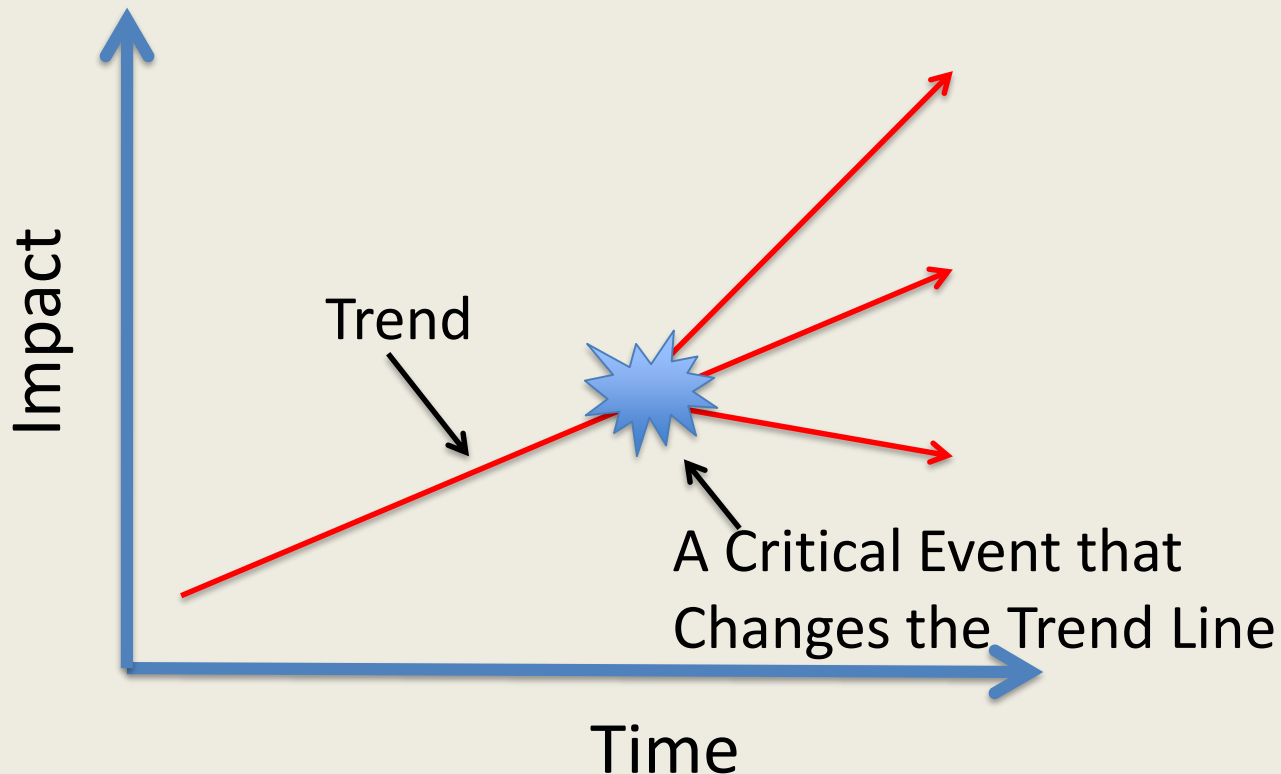 Impact
Trend
A Critical Event that
Changes the Trend Line
Time